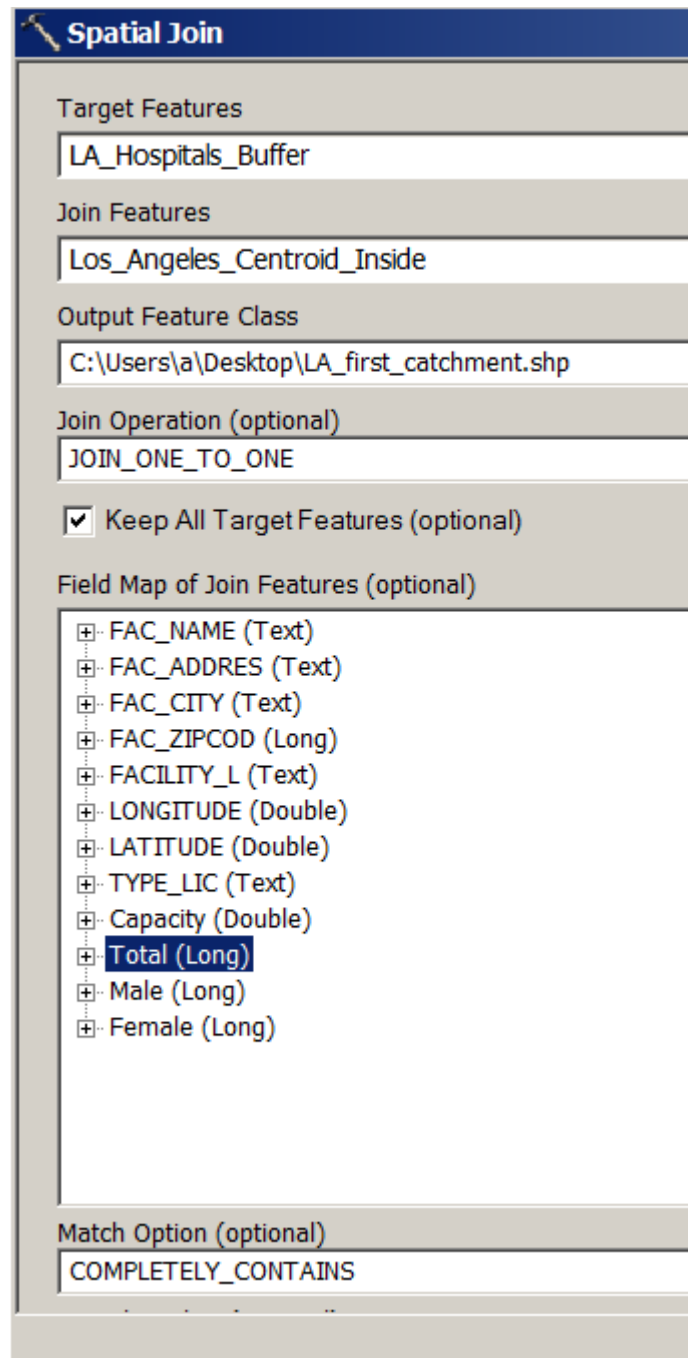 Spatial Join
Target Features
LA_Hospitals_Buffer
Join Features
Los_Angeles_Centroid_Inside
Output Feature Class
C:\Users\a\Desktop\LA_first_catchment.shp
Join Operation (optional)
JOIN_ONE_TO_ONE
Keep All Target Features (optional)
Field Map of Join Features (optional)
FAC_NAME (Text)
FAC_ADDRES (Text)
FAC_CITY (Text)
FAC_ZIPCOD (Long)
FACILITY_L (Text)
LONGITUDE (Double)
LATITUDE (Double)
TYPE_LIC (Text)
Capacity (Double)
Total (Long)
Male (Long)
Female (Long)
Match Option (optional)
COMPLETELY_CONTAINS